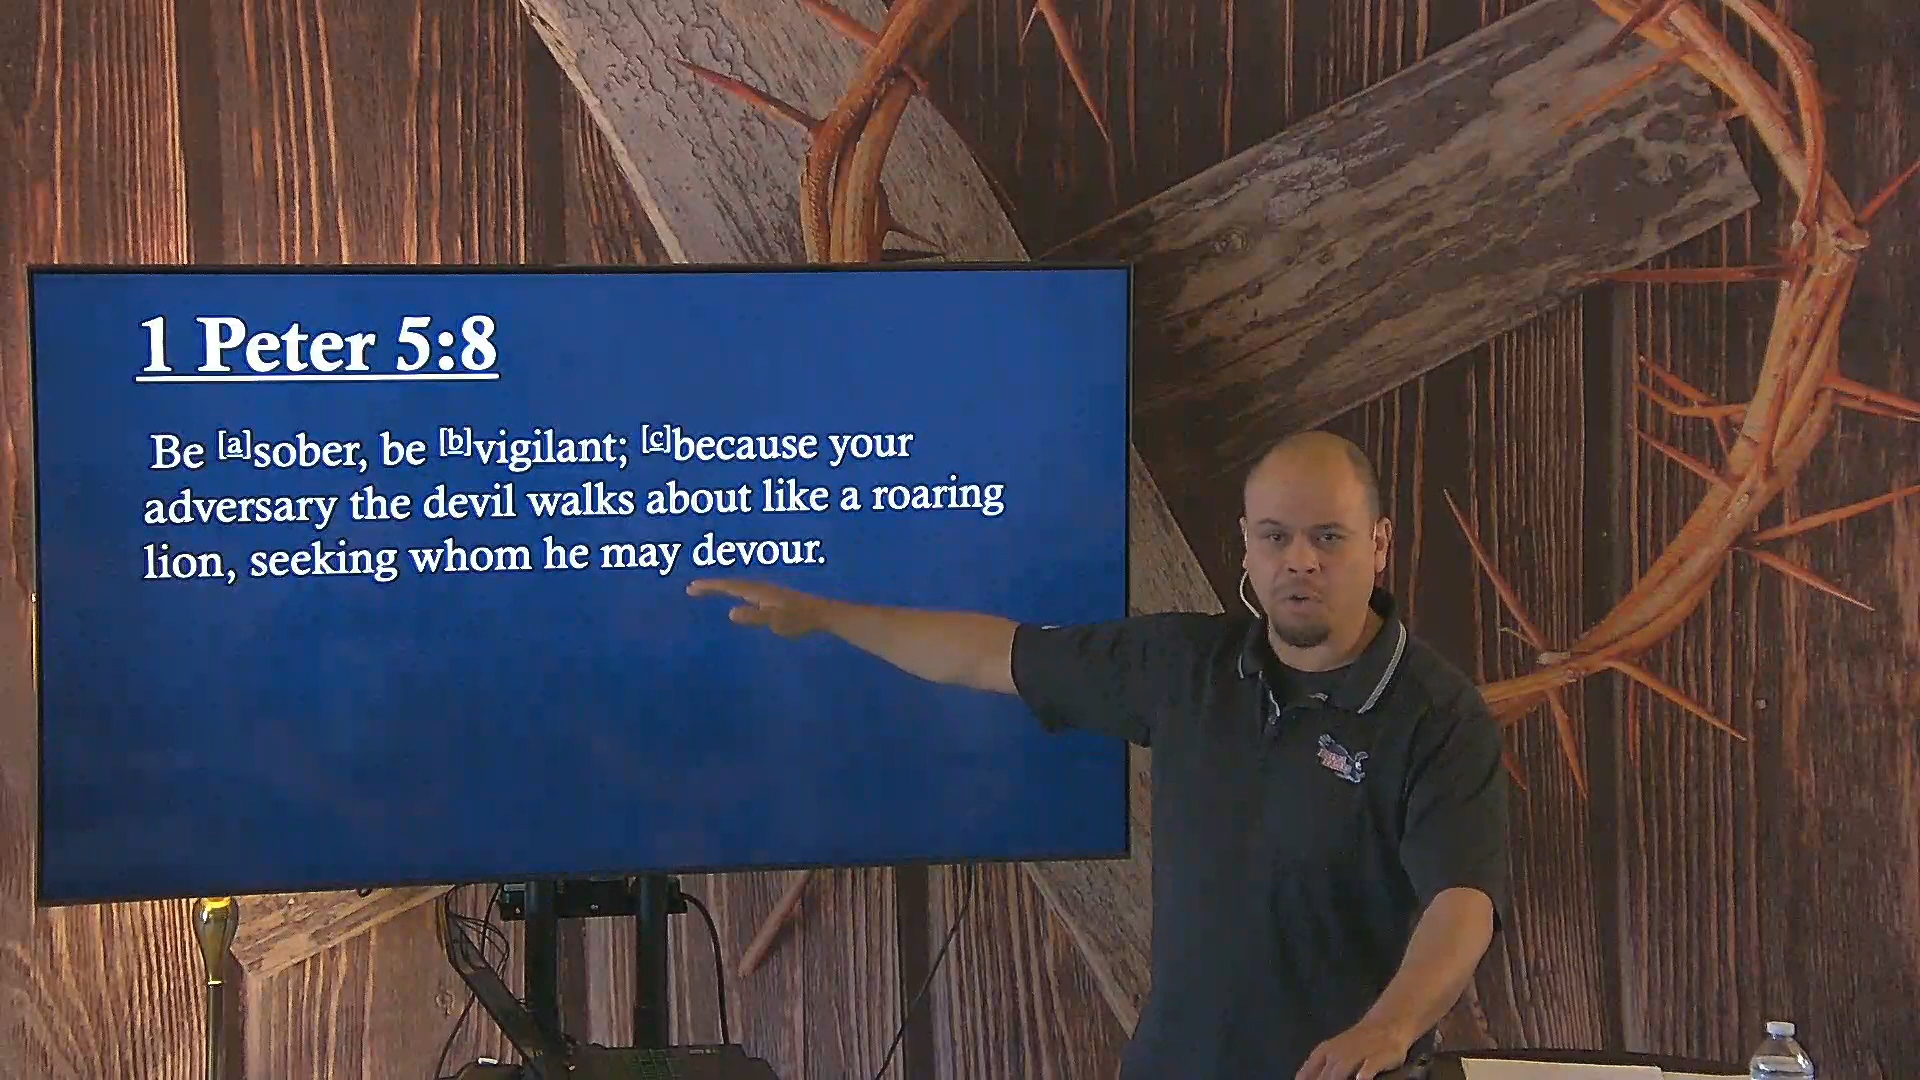 1 Peter 5:8
Be [a]sober, be [b]vigilant; [c]because your
adversary the devil walks about like a roaring
lion, seeking whom he may devour.